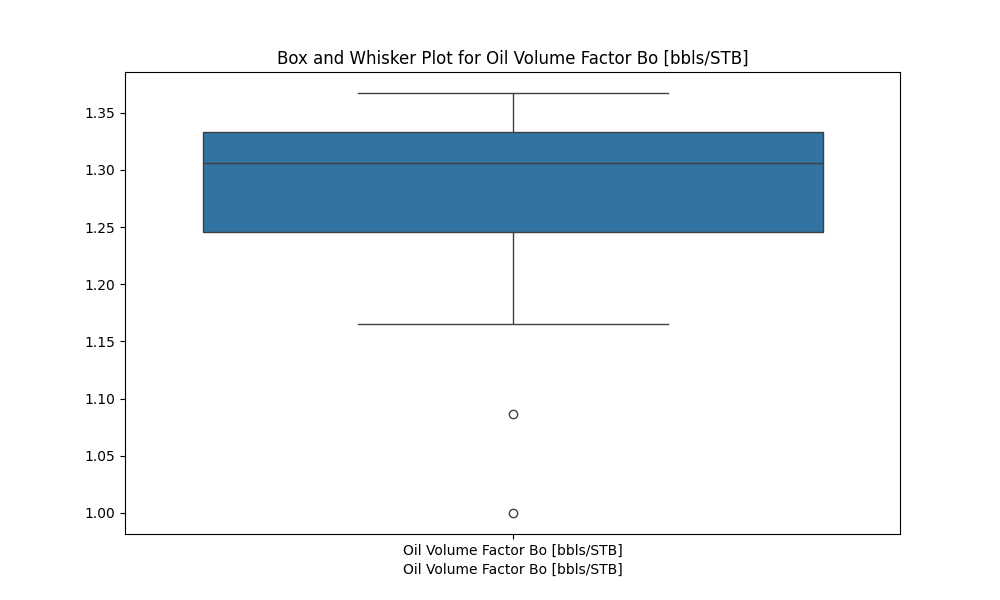 Box and Whisker Plot for Oil Volume Factor Bo [bbls/STB]
1.35
1.30
1.25
1.20
1.15
1.10
1.05
1.00
Oil Volume Factor Bo [bbls/STB]
Oil Volume Factor Bo [bbls/STB]